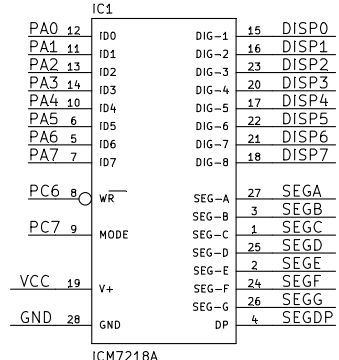 IC1
PA0 12 ID0 DIG-1 15 DISP0
PA1 11 ID1 DIG-2 16 DISP1
PA2 13 ID2 DIG-3 23 DISP2
PA3 14 ID3 DIG-4 20 DISP3
PA4 10 ID4 DIG-5 17 DISP4
PA5 6 ID5 DIG-6 22 DISP5
PA6 5 ID6 DIG-7 21 DISP6
PA7 7 ID7 DIG-8 18 DISP7
PC6 8 WR SEG-A 27 SEGA
SEG-B 3 SEGB
PC7 9 MODE SEG-C 1 SEGC
SEG-D 25 SEGD
SEG-E 2 SEGE
VCC 19 V+ SEG-F 24 SEGF
SEG-G 26 SEGG
GND 28 GND DP 4 SEGDP
ICM7218A